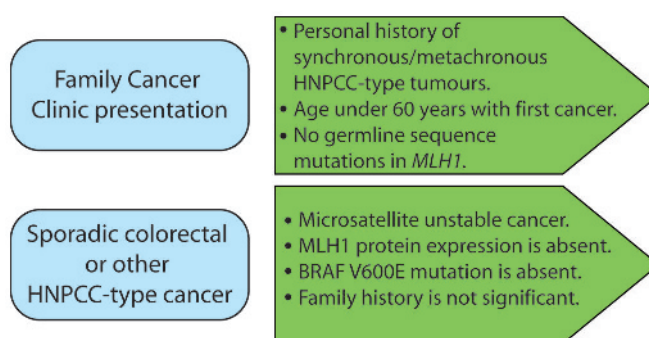 Family Cancer
Clinic presentation
• Personal history of
synchronous/metachronous
HNPCC-type tumours.
• Age under 60 years with first cancer.
• No germline sequence
mutations in MLH1.
Sporadic colorectal
or other
HNPCC-type cancer
• Microsatellite unstable cancer.
• MLH1 protein expression is absent.
• BRAF V600E mutation is absent.
• Family history is not significant.